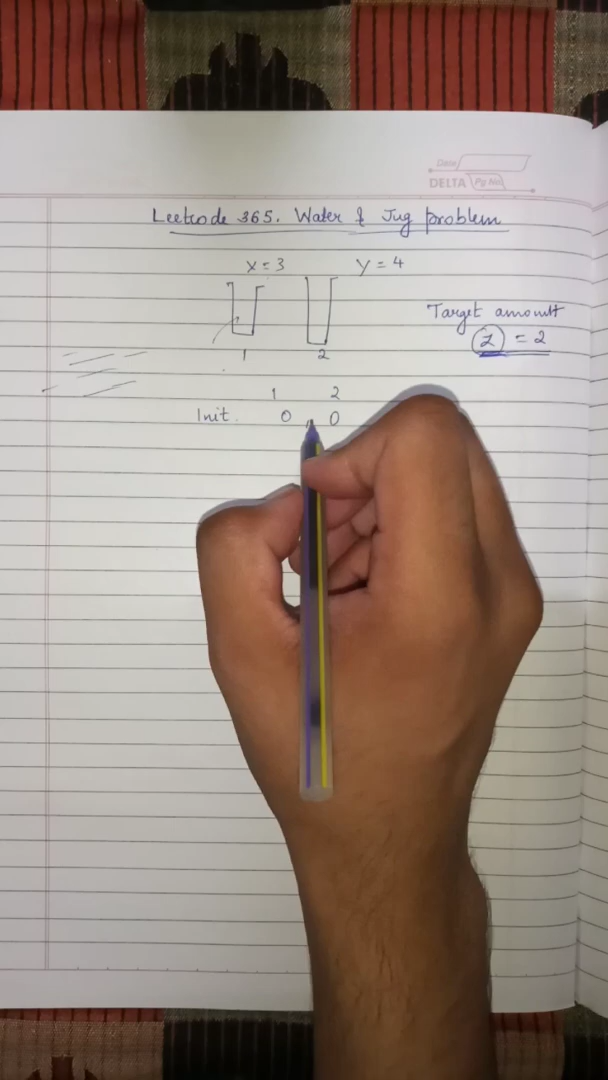 Date
DELTA Pg No.
Leetcode 365. Water & Jug problem
X = 3 Y = 4
Target amount
Z = 2
1 2
1 2
Init. 0 0